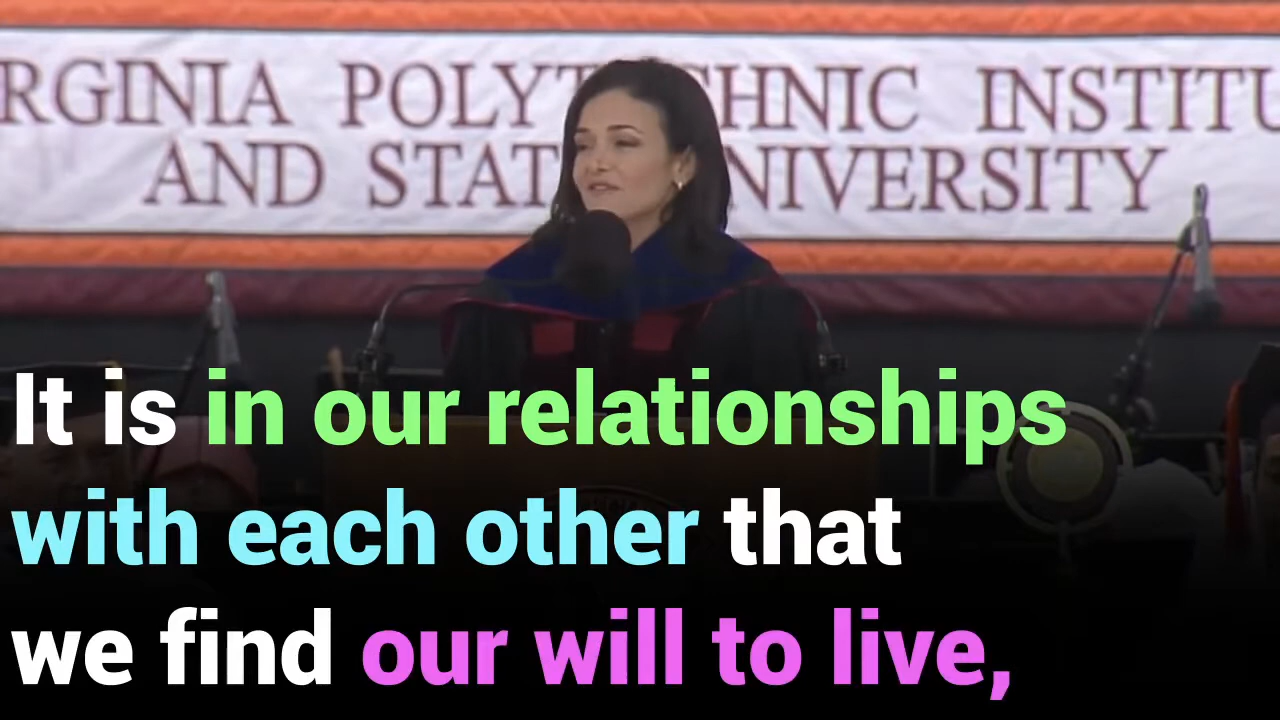 RGINIA POLYT CHNIC INSTITU
AND STAT NIVERSITY
It is in our relationships
with each other that
we find our will to live,